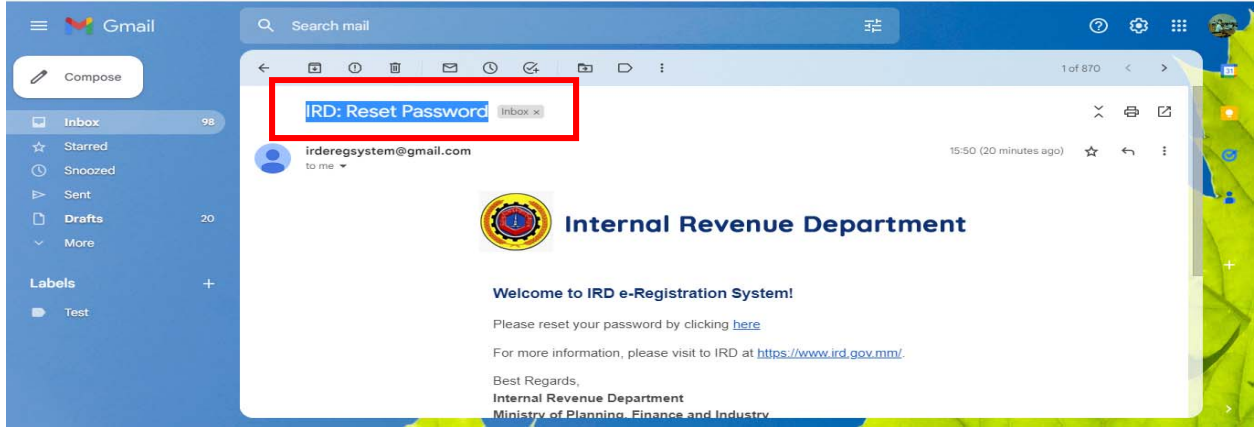 Gmail
Search mail
Compose
1 of 870
Inbox 98
Starred
Snoozed
Sent
Drafts 20
More
Labels
Test
IRD: Reset Password Inbox ×
irderegsystem@gmail.com 15:50 (20 minutes ago)
to me
Internal Revenue Department
Welcome to IRD e-Registration System!
Please reset your password by clicking here
For more information, please visit to IRD at https://www.ird.gov.mm/.
Best Regards,
Internal Revenue Department
Ministry of Planning, Finance and Industry
31